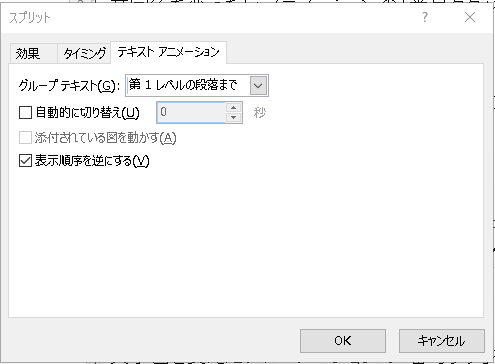 スプリット
効果 タイミング テキスト アニメーション
グループ テキスト(G): 第 1 レベルの段落まで
自動的に切り替え(U) 0 秒
添付されている図を動かす(A)
表示順序を逆にする(V)
OK キャンセル